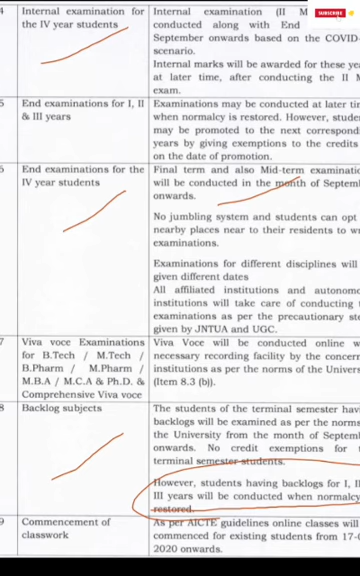 4 Internal examination for Internal examination (II M
the IV year students conducted along with End
September onwards based on the COVID-
scenario.
Internal marks will be awarded for these yea
at later time, after conducting the II M
exam.
5 End examinations for I, II Examinations may be conducted at later tim
& III years when normalcy is restored. However, stude
may be promoted to the next correspond
years by giving exemptions to the credits
on the date of promotion.
6 End examinations for the Final term and also Mid-term examinatio
IV year students will be conducted in the month of Septemb
onwards.
No jumbling system and students can opt
nearby places near to their residents to w
examinations.
Examinations for different disciplines will
given different dates
All affiliated institutions and autonomo
institutions will take care of conducting t
examinations as per the precautionary ste
given by JNTUA and UGC.
7 Viva voce Examinations Viva Voce will be conducted online w
for B.Tech / M.Tech / necessary recording facility by the concern
B.Pharm / M.Pharm / institutions as per the norms of the Univers
M.B.A / M.C.A & Ph.D. & (Item 8.3 (b)).
Comprehensive Viva voce
8 Backlog subjects The students of the terminal semester havi
backlogs will be examined as per the norms
the University from the month of Septemb
onwards. No credit exemptions for t
terminal semester students.
However, students having backlogs for I, II
III years will be conducted when normalcy
restored.
9 Commencement of As per AICTE guidelines online classes will
classwork commenced for existing students from 17-0
2020 onwards.
SUBSCRIBE